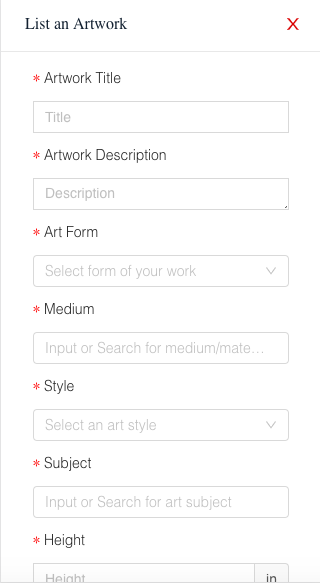 List an Artwork
X
* Artwork Title
Title
* Artwork Description
Description
* Art Form
Select form of your work
* Medium
Input or Search for medium/mate...
* Style
Select an art style
* Subject
Input or Search for art subject
* Height
Height in